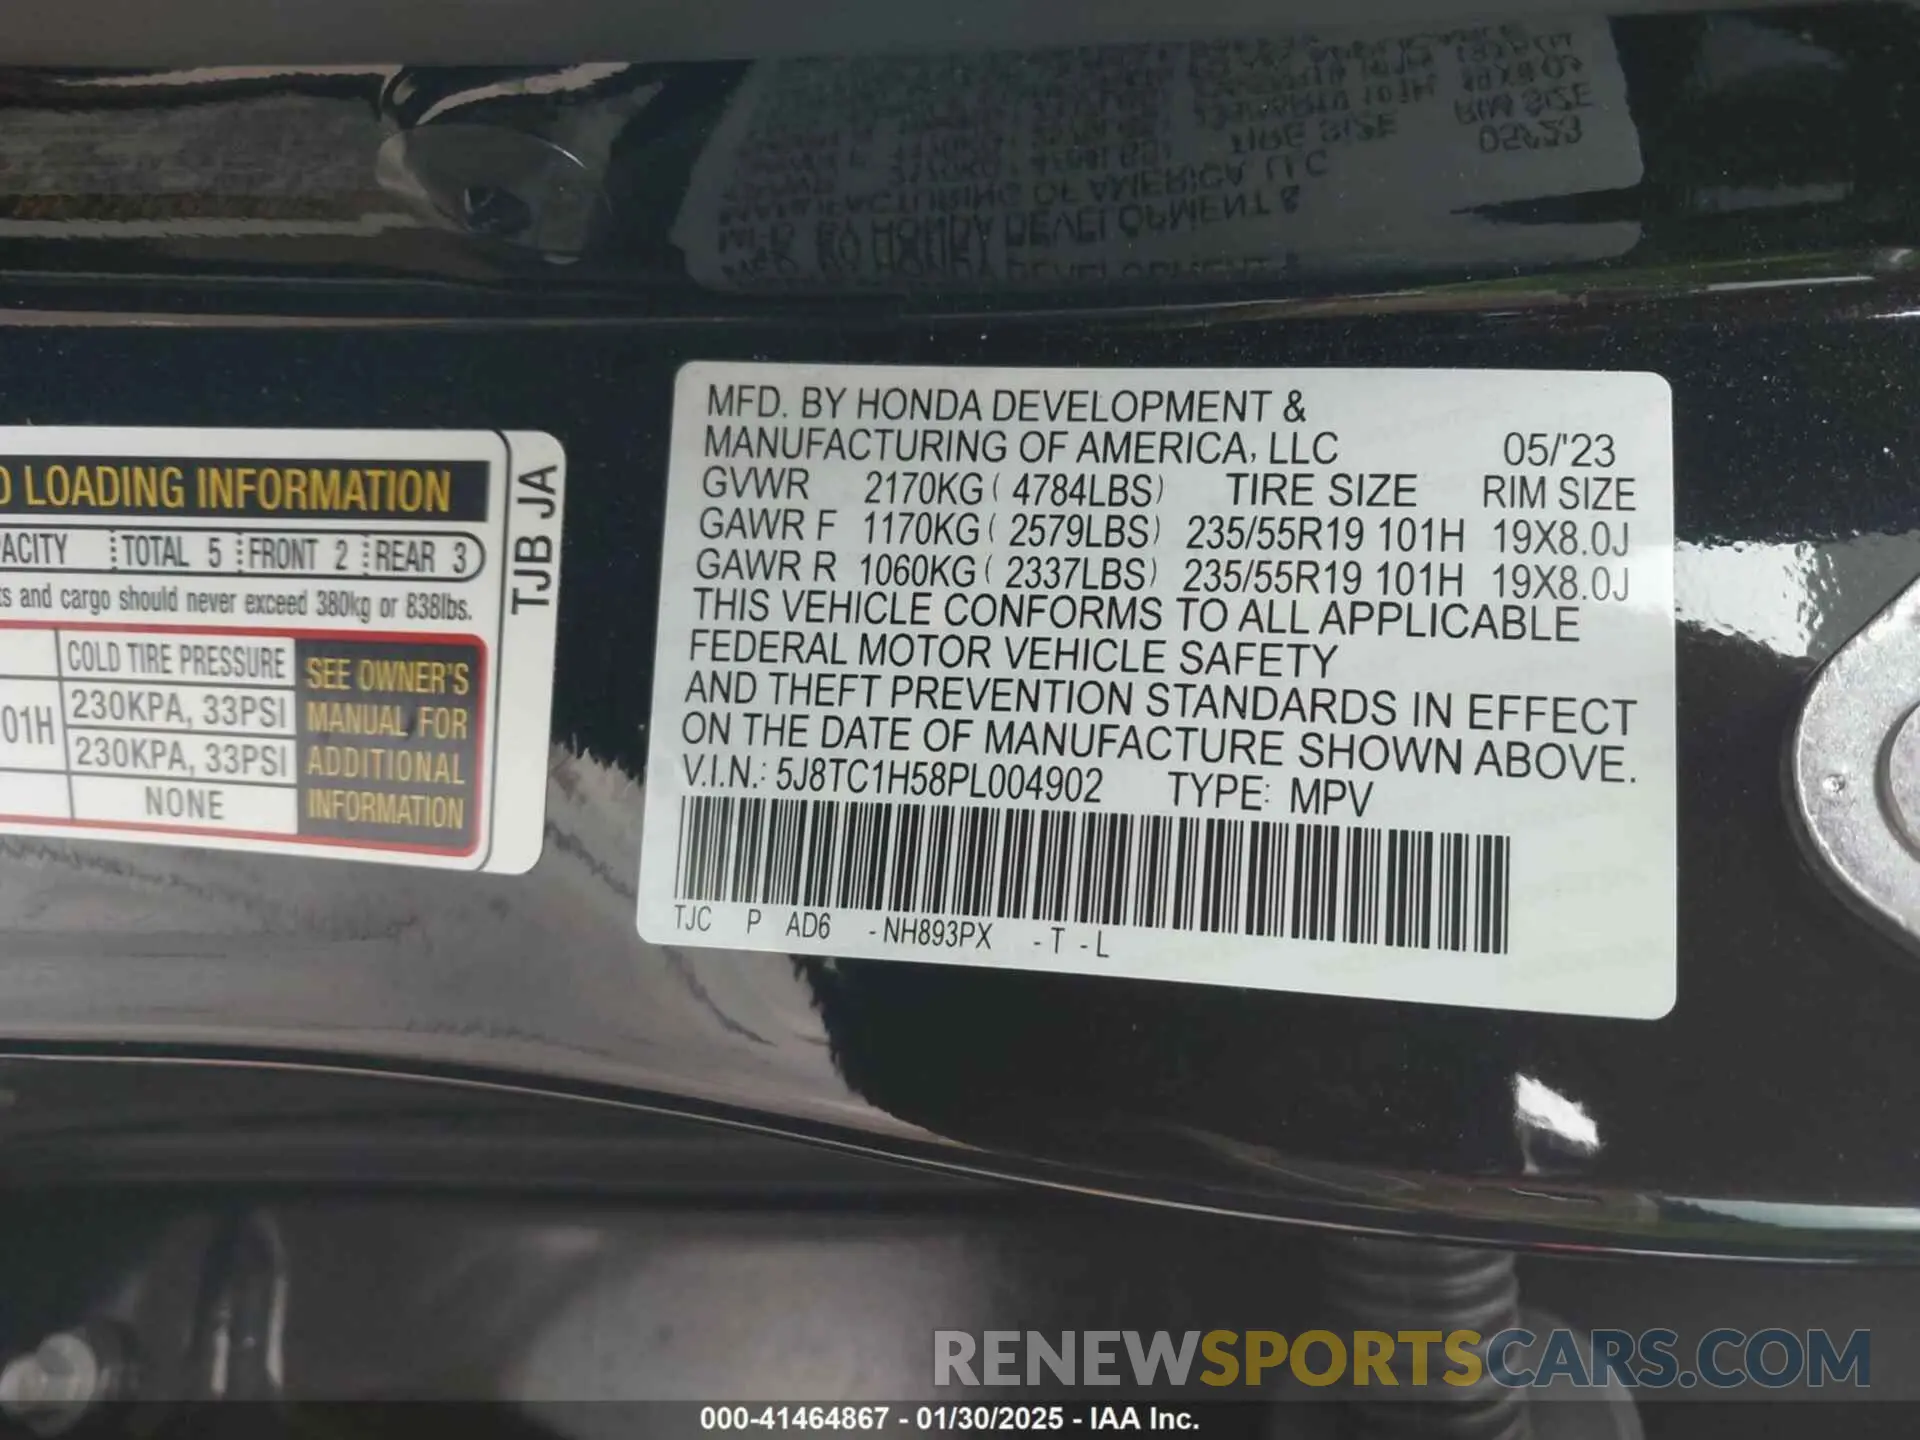 D LOADING INFORMATION
TJB JA
PACITY TOTAL 5 FRONT 2 REAR 3
ts and cargo should never exceed 380kg or 838lbs.
COLD TIRE PRESSURE
01H 230KPA, 33PSI
230KPA, 33PSI
NONE
SEE OWNER'S
MANUAL FOR
ADDITIONAL
INFORMATION
MFD. BY HONDA DEVELOPMENT &
MANUFACTURING OF AMERICA, LLC 05/'23
GVWR 2170KG ( 4784LBS) TIRE SIZE RIM SIZE
GAWR F 1170KG ( 2579LBS) 235/55R19 101H 19X8.0J
GAWR R 1060KG ( 2337LBS) 235/55R19 101H 19X8.0J
THIS VEHICLE CONFORMS TO ALL APPLICABLE
FEDERAL MOTOR VEHICLE SAFETY
AND THEFT PREVENTION STANDARDS IN EFFECT
ON THE DATE OF MANUFACTURE SHOWN ABOVE.
V.I.N.: 5J8TC1H58PL004902 TYPE: MPV
TJC P AD6 - NH893PX - T - L
RENEWSPORTSCARS.COM
000-41464867 - 01/30/2025 - IAA Inc.